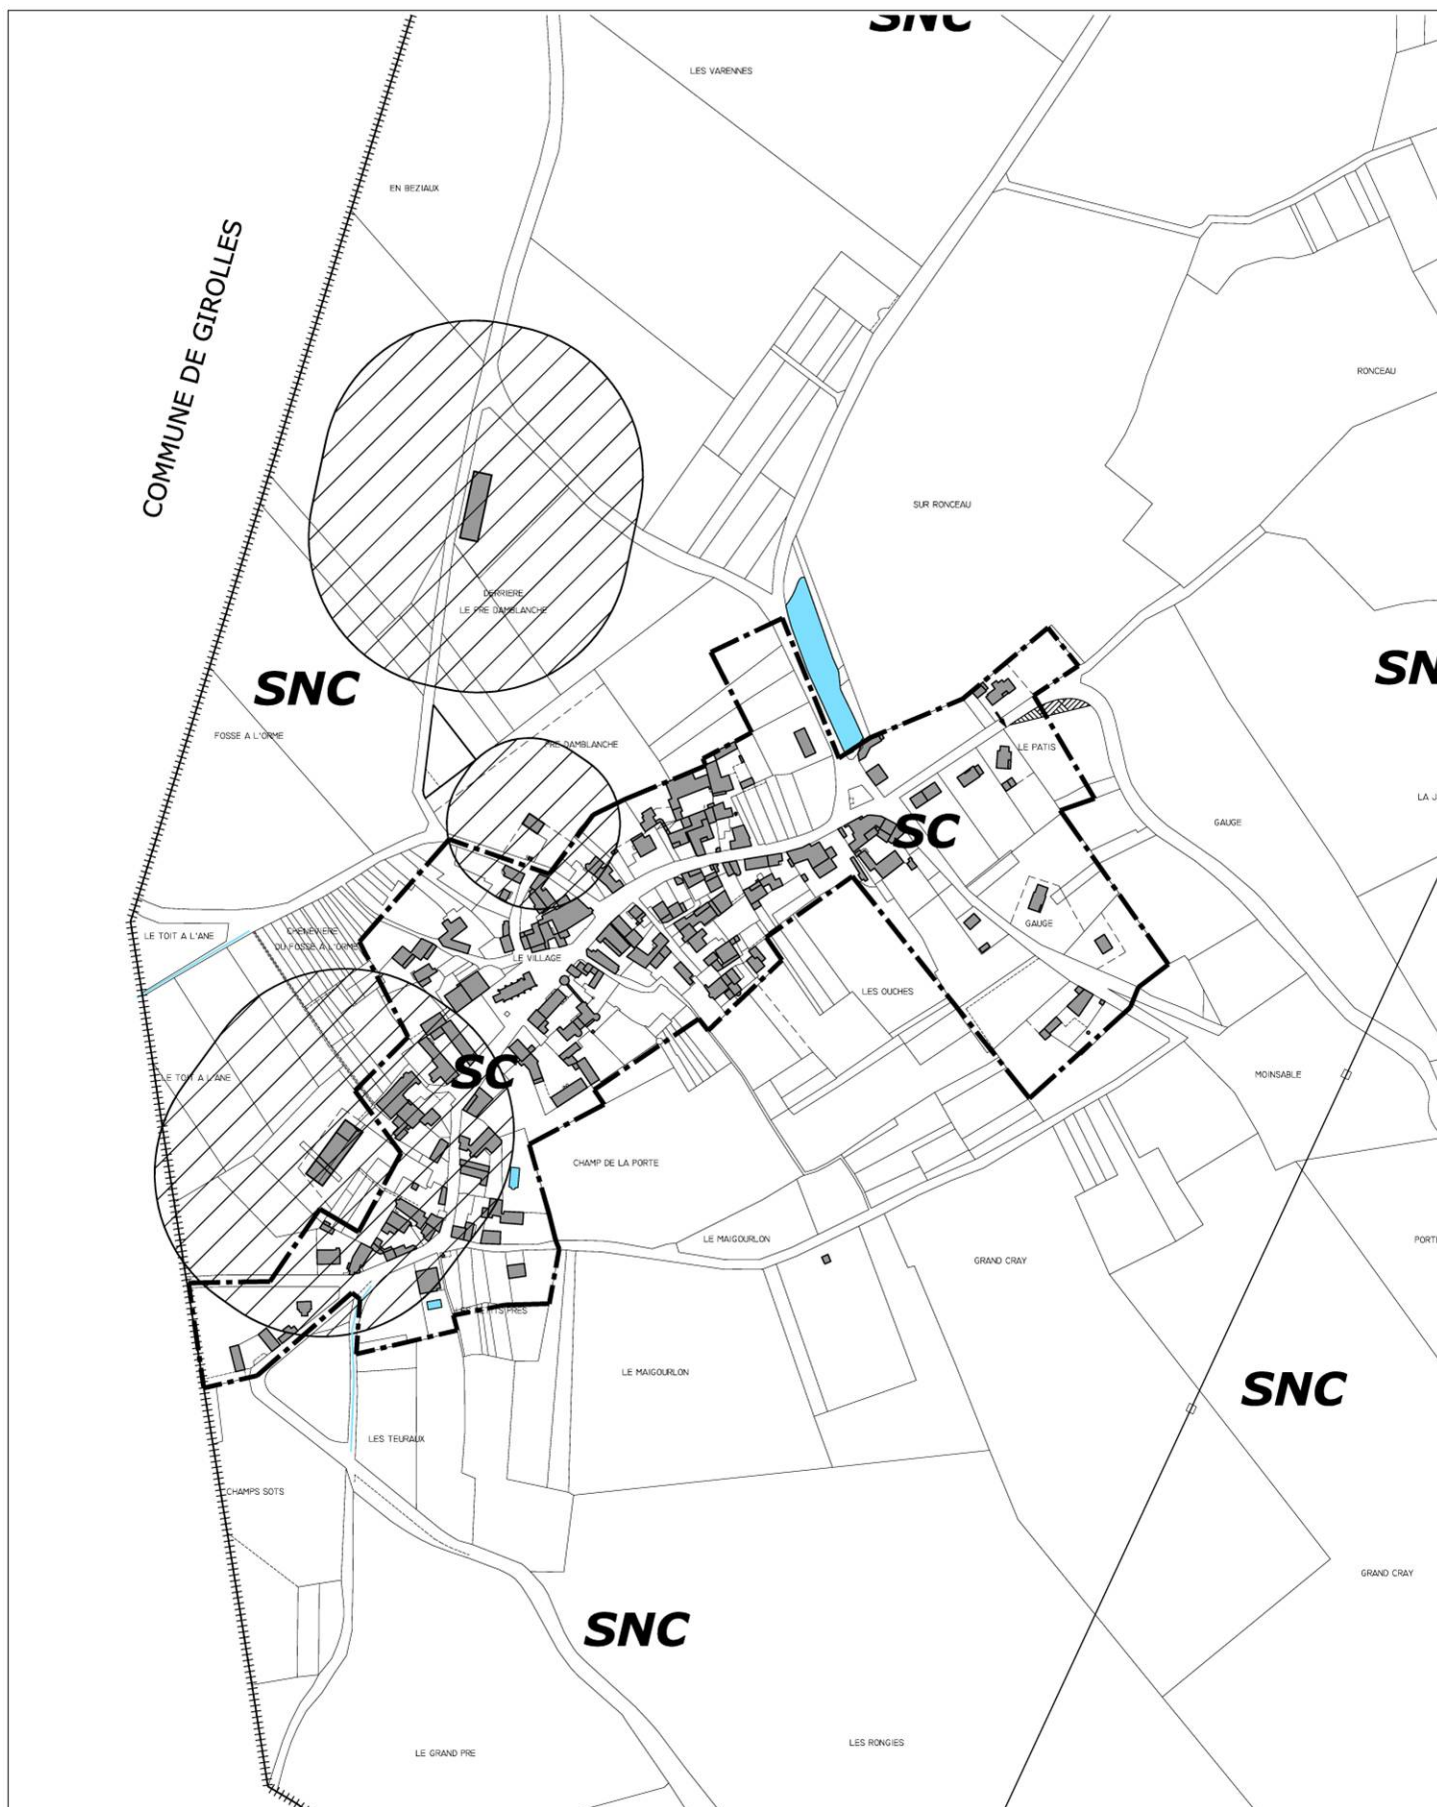 SNC
LES VARENNES
EN BEZIAUX
COMMUNE DE GIROLLES
RONCEAU
SUR RONCEAU
DERRIERE
LE PRE DAMBLANCHE
SNC
SN
FOSSE A L'ORME
PRE DAMBLANCHE
LE PATIS
LA J
GAUGE
SC
GAUGE
LE TOIT A L'ANE
CHENEVIERE
DU FOSSE A L'ORME
LE VILLAGE
LES OUCHES
SC
LE TOIT A L'ANE
MOINSABLE
CHAMP DE LA PORTE
LE MAIGOURLON
PORT
GRAND CRAY
PRES
LE MAIGOURLON
SNC
LES TEURAUX
CHAMPS SOTS
GRAND CRAY
SNC
LES RONGIES
LE GRAND PRE